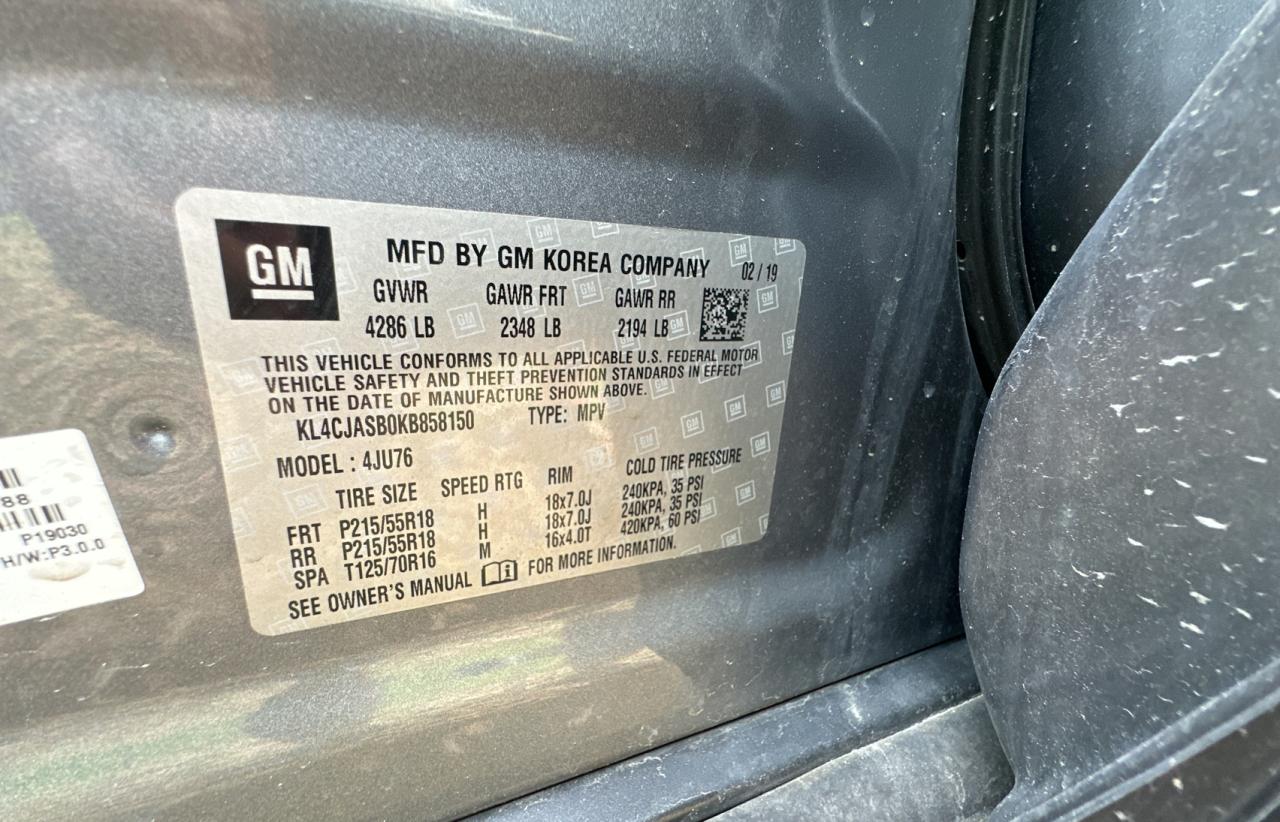 GM
MFD BY GM KOREA COMPANY 02 / 19
GVWR GAWR FRT GAWR RR
4286 LB 2348 LB 2194 LB
THIS VEHICLE CONFORMS TO ALL APPLICABLE U.S. FEDERAL MOTOR
VEHICLE SAFETY AND THEFT PREVENTION STANDARDS IN EFFECT
ON THE DATE OF MANUFACTURE SHOWN ABOVE.
KL4CJASB0KB858150 TYPE: MPV
MODEL : 4JU76
TIRE SIZE SPEED RTG RIM COLD TIRE PRESSURE
FRT P215/55R18 H 18x7.0J 240KPA, 35 PSI
RR P215/55R18 H 18x7.0J 240KPA, 35 PSI
SPA T125/70R16 M 16x4.0T 420KPA, 60 PSI
SEE OWNER'S MANUAL FOR MORE INFORMATION.
88
P19030
H/W:P3.0.0